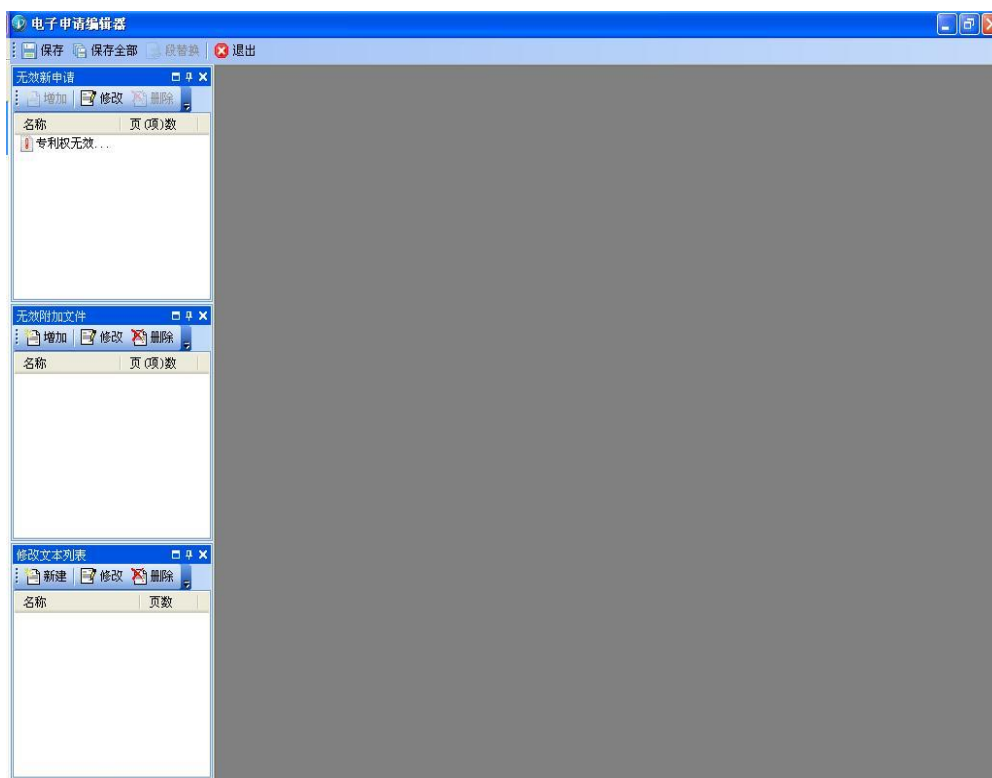 电子申请编辑器
保存 保存全部 段替换 退出
无效新申请
增加 修改 删除
名称 页(项)数
专利权无效...
无效附加文件
增加 修改 删除
名称 页(项)数
修改文本列表
新建 修改 删除
名称 页数